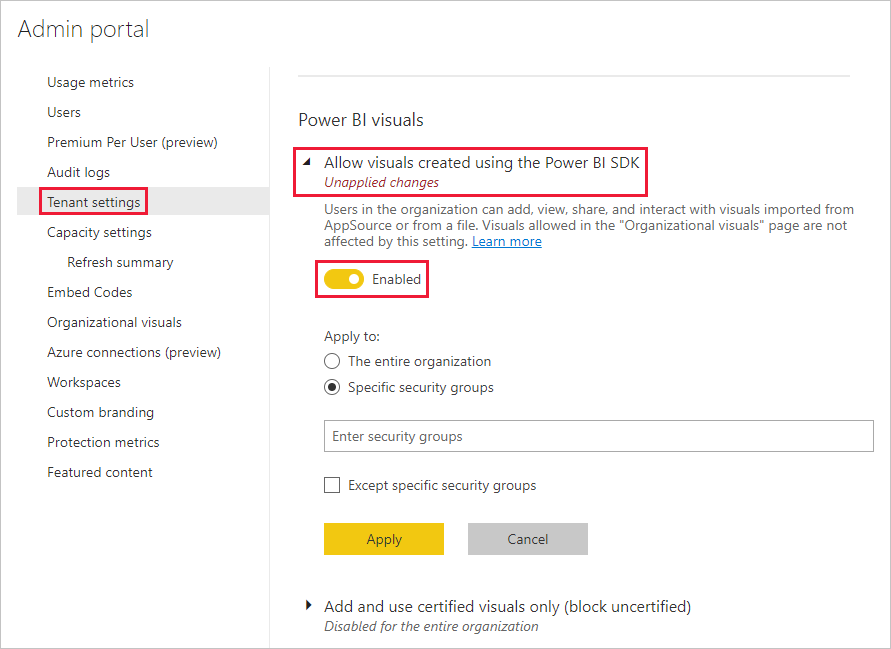 Admin portal
Usage metrics
Users
Premium Per User (preview)
Audit logs
Tenant settings
Capacity settings
Refresh summary
Embed Codes
Organizational visuals
Azure connections (preview)
Workspaces
Custom branding
Protection metrics
Featured content
Power BI visuals
Allow visuals created using the Power BI SDK
Unapplied changes
Users in the organization can add, view, share, and interact with visuals imported from
AppSource or from a file. Visuals allowed in the "Organizational visuals" page are not
affected by this setting. Learn more
Enabled
Apply to:
The entire organization
Specific security groups
Enter security groups
Except specific security groups
Apply
Cancel
Add and use certified visuals only (block uncertified)
Disabled for the entire organization